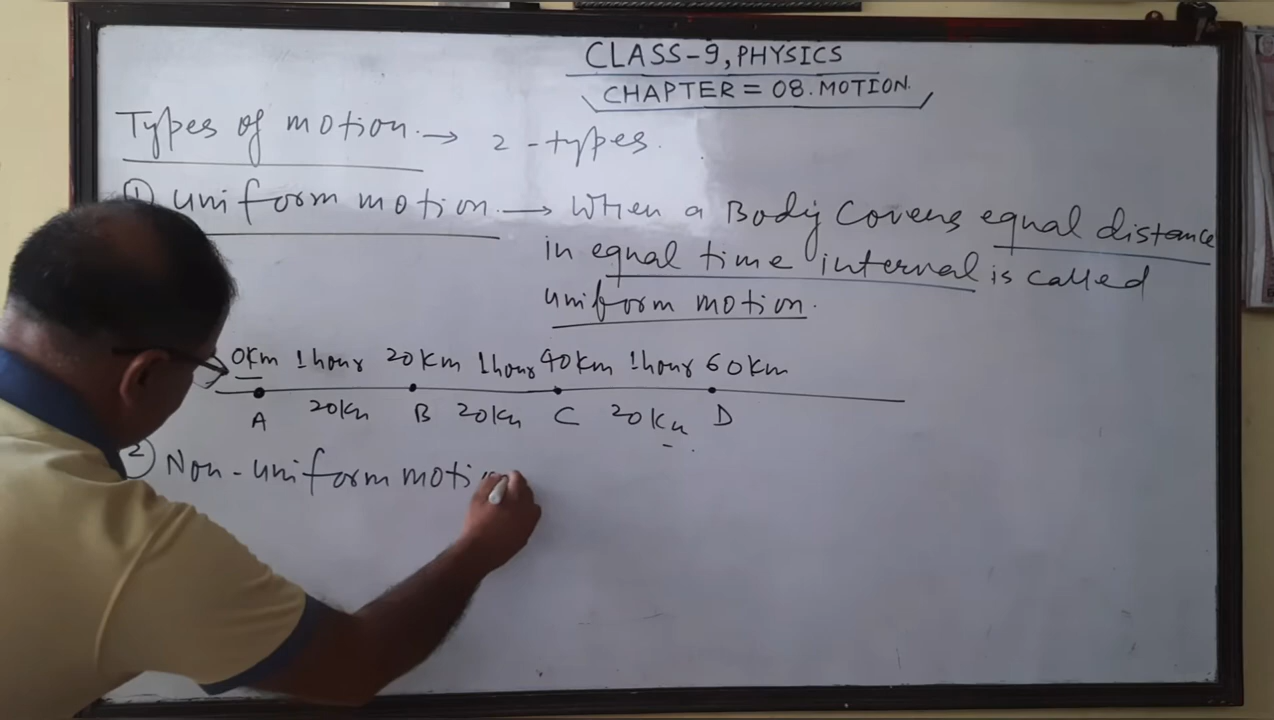 CLASS-9, PHYSICS
CHAPTER = 08. MOTION.
Types of motion. → 2 - types.
① uniform motion. → When a Body Covers equal distance
in equal time internal is called
uniform motion.
0Km 1hour 20Km 1hour 40Km 1hour 60Km
A 20Km B 20Km C 20Km D
② Non-uniform motio